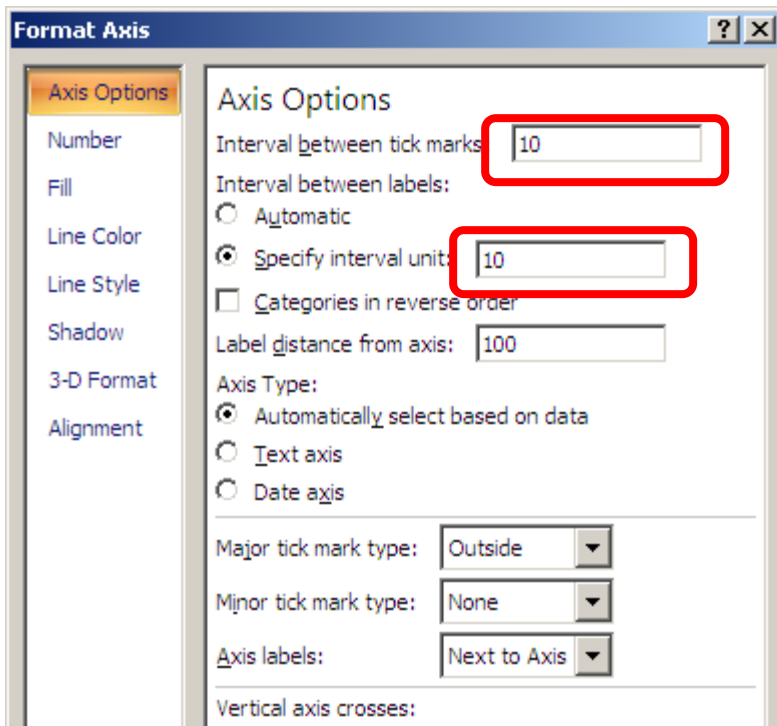 Format Axis ? X
Axis Options
Number
Fill
Line Color
Line Style
Shadow
3-D Format
Alignment
Axis Options
Interval between tick marks 10
Interval between labels:
Automatic
Specify interval unit: 10
Categories in reverse order
Label distance from axis: 100
Axis Type:
Automatically select based on data
Text axis
Date axis
Major tick mark type: Outside
Minor tick mark type: None
Axis labels: Next to Axis
Vertical axis crosses: